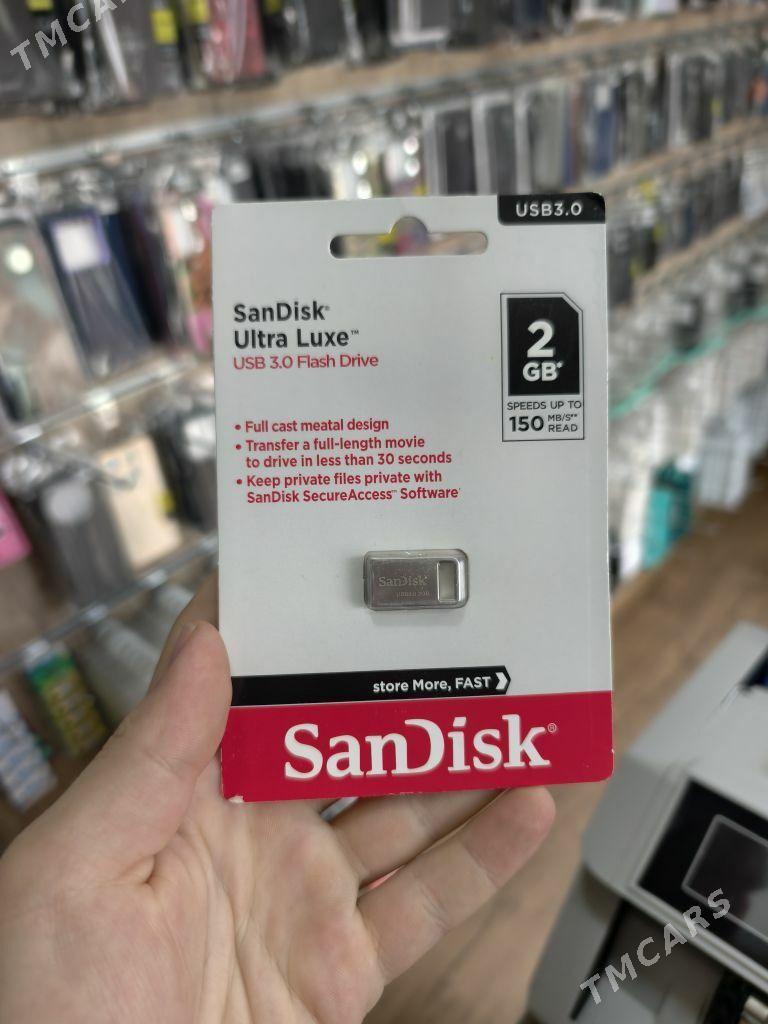 TMCARS
USB3.0
SanDisk®
Ultra Luxe™
USB 3.0 Flash Drive
2
GB*
SPEEDS UP TO
150 MB/S** READ
• Full cast meatal design
• Transfer a full-length movie
to drive in less than 30 seconds
• Keep private files private with
SanDisk SecureAccess™ Software
SanDisk
store More, FAST
SanDisk®
TMCARS